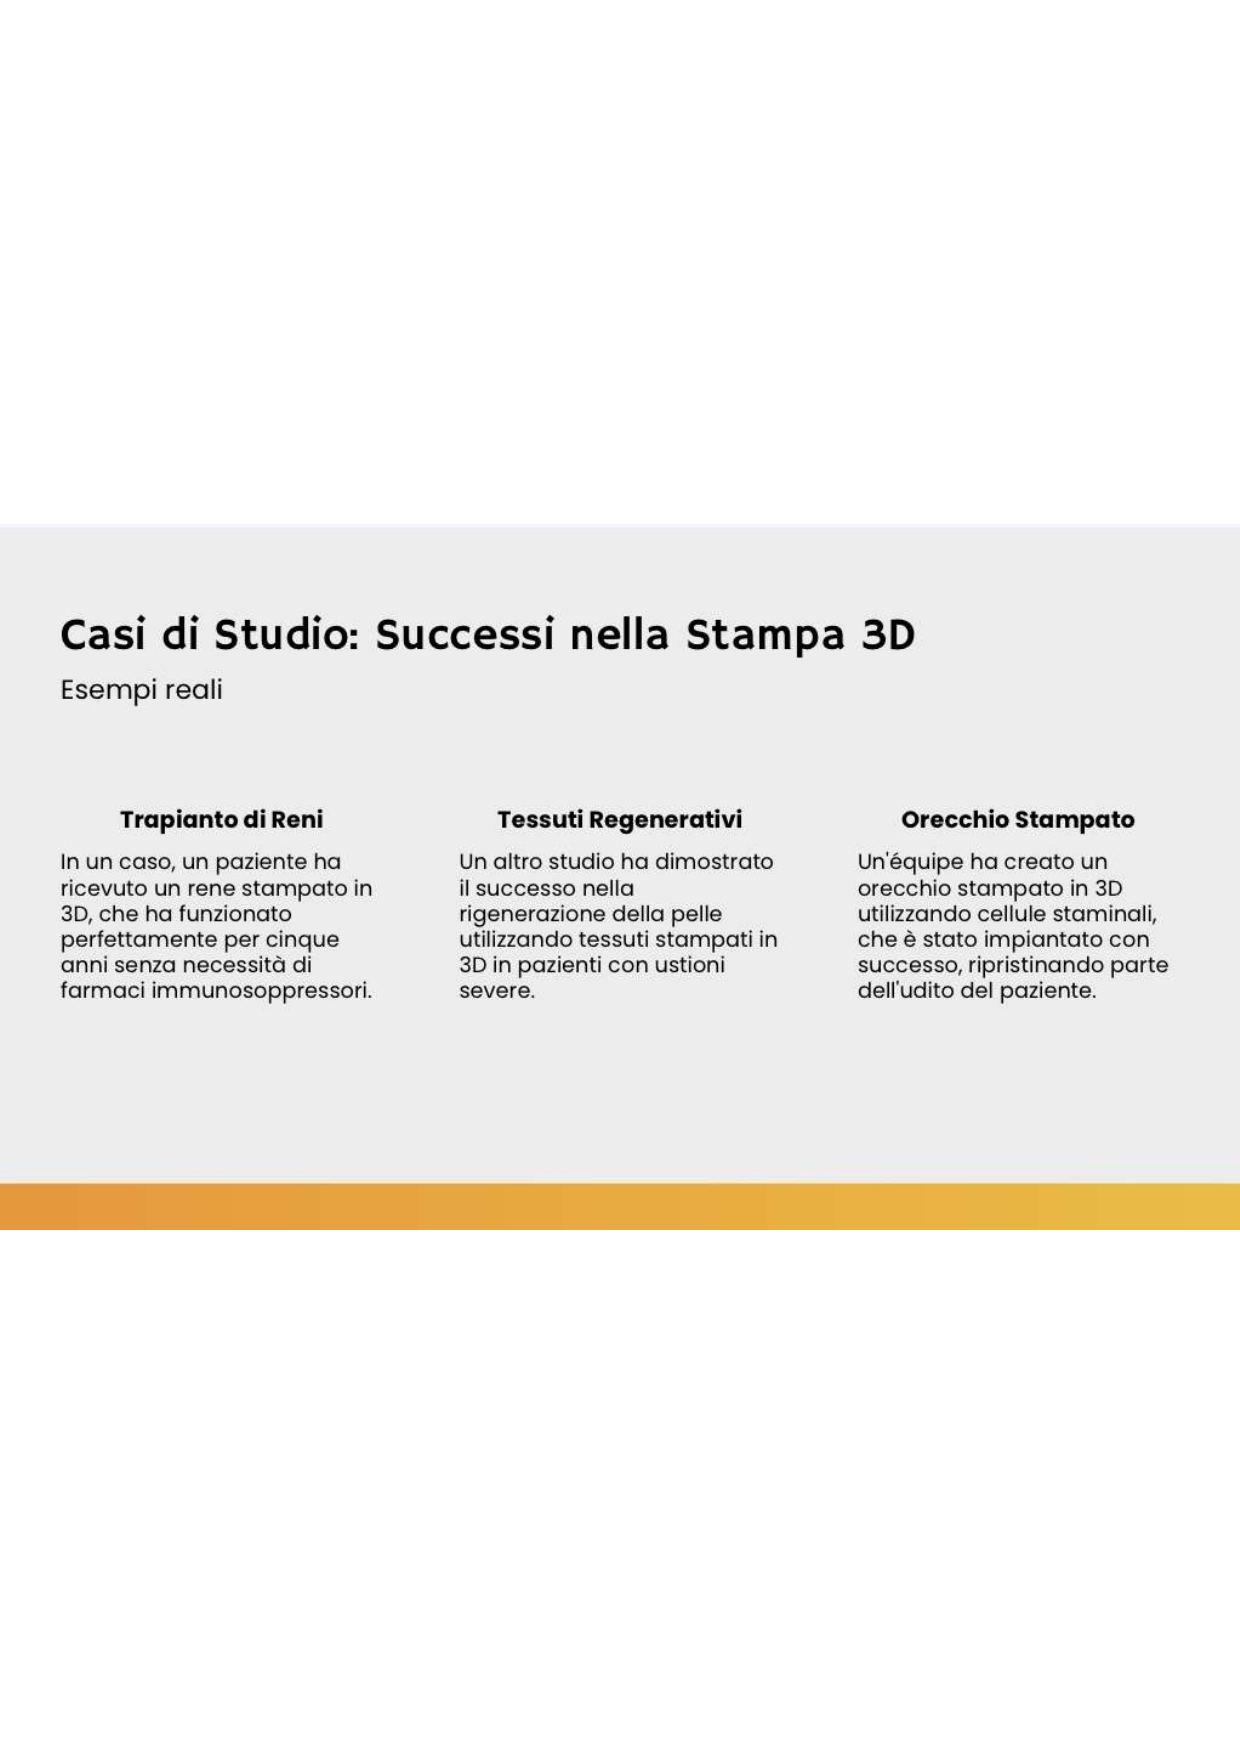 Casi di Studio: Successi nella Stampa 3D
Esempi reali
Trapianto di Reni
In un caso, un paziente ha
ricevuto un rene stampato in
3D, che ha funzionato
perfettamente per cinque
anni senza necessità di
farmaci immunosoppressori.
Tessuti Regenerativi
Un altro studio ha dimostrato
il successo nella
rigenerazione della pelle
utilizzando tessuti stampati in
3D in pazienti con ustioni
severe.
Orecchio Stampato
Un'équipe ha creato un
orecchio stampato in 3D
utilizzando cellule staminali,
che è stato impiantato con
successo, ripristinando parte
dell'udito del paziente.